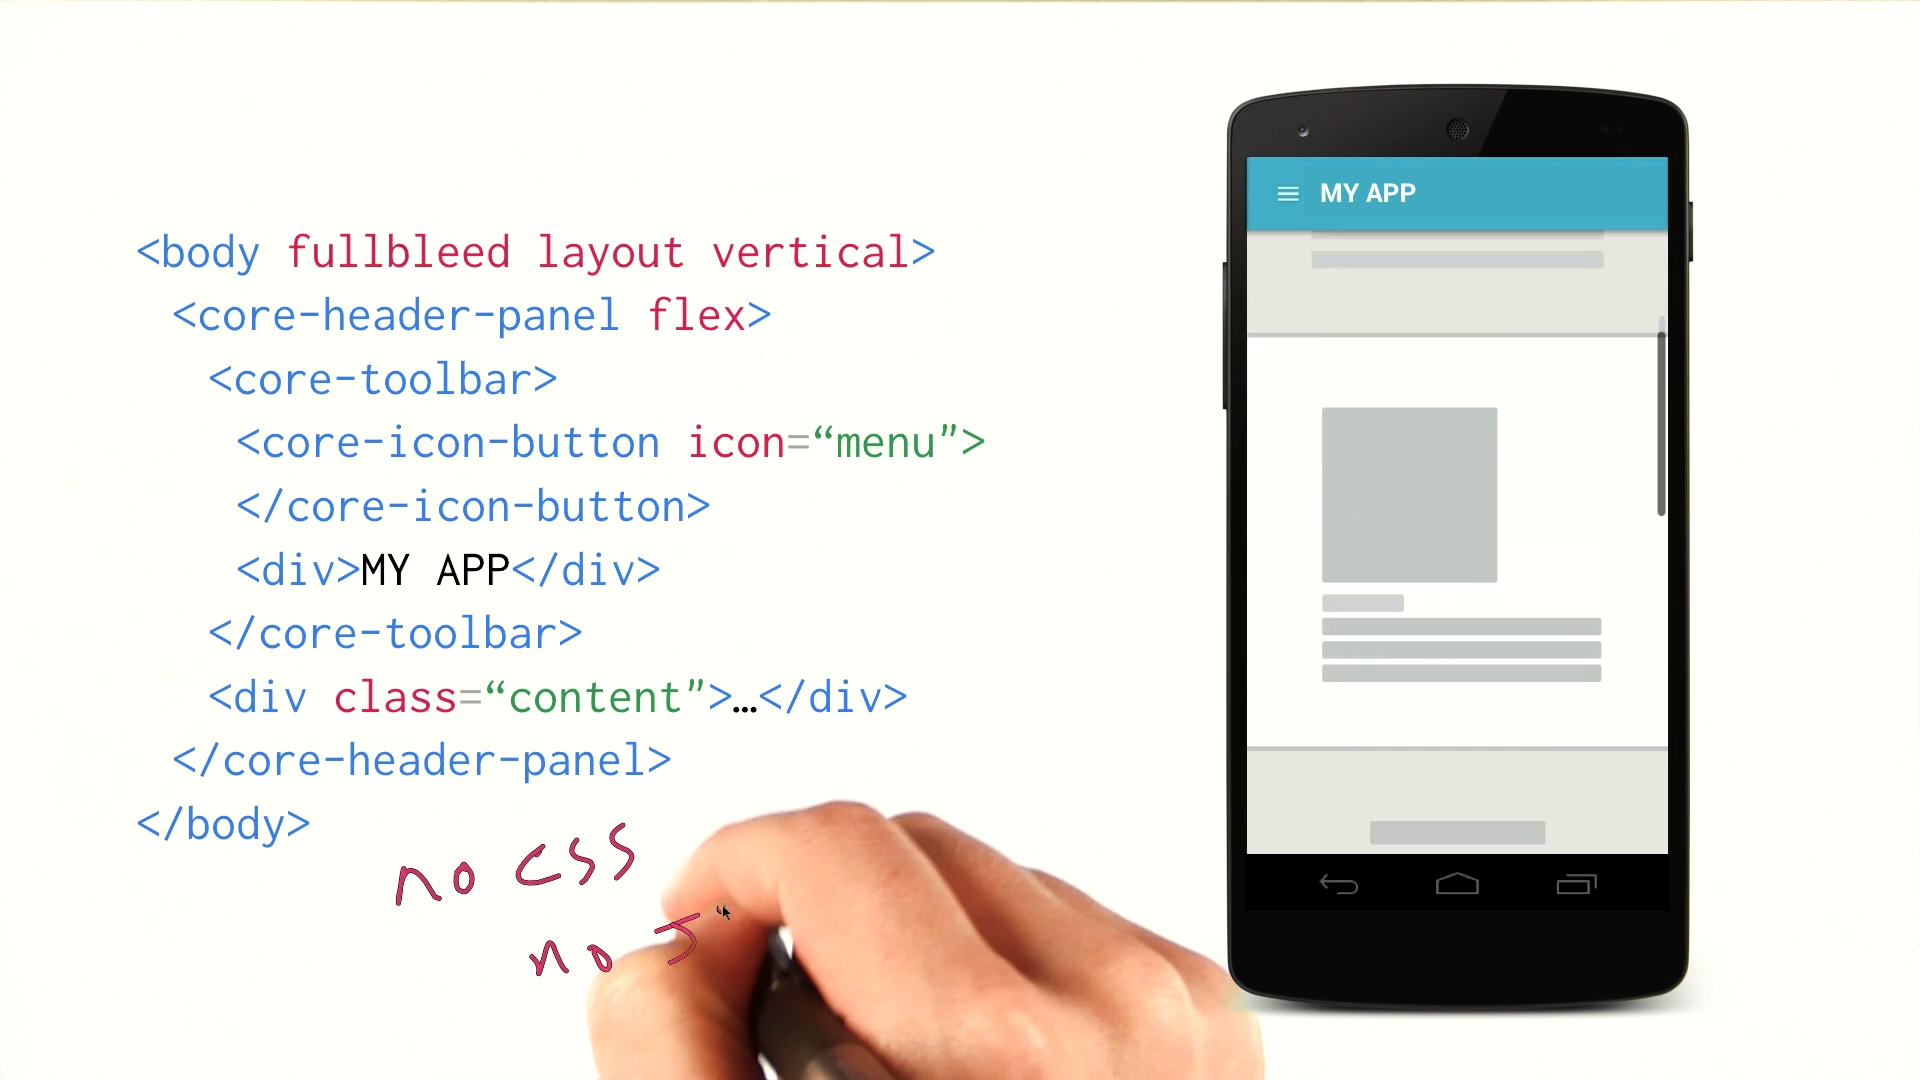 <body fullbleed layout vertical>
<core-header-panel flex>
<core-toolbar>
<core-icon-button icon=“menu">
</core-icon-button>
<div>MY APP</div>
</core-toolbar>
<div class=“content">…</div>
</core-header-panel>
</body>
no CSS
no J
MY APP